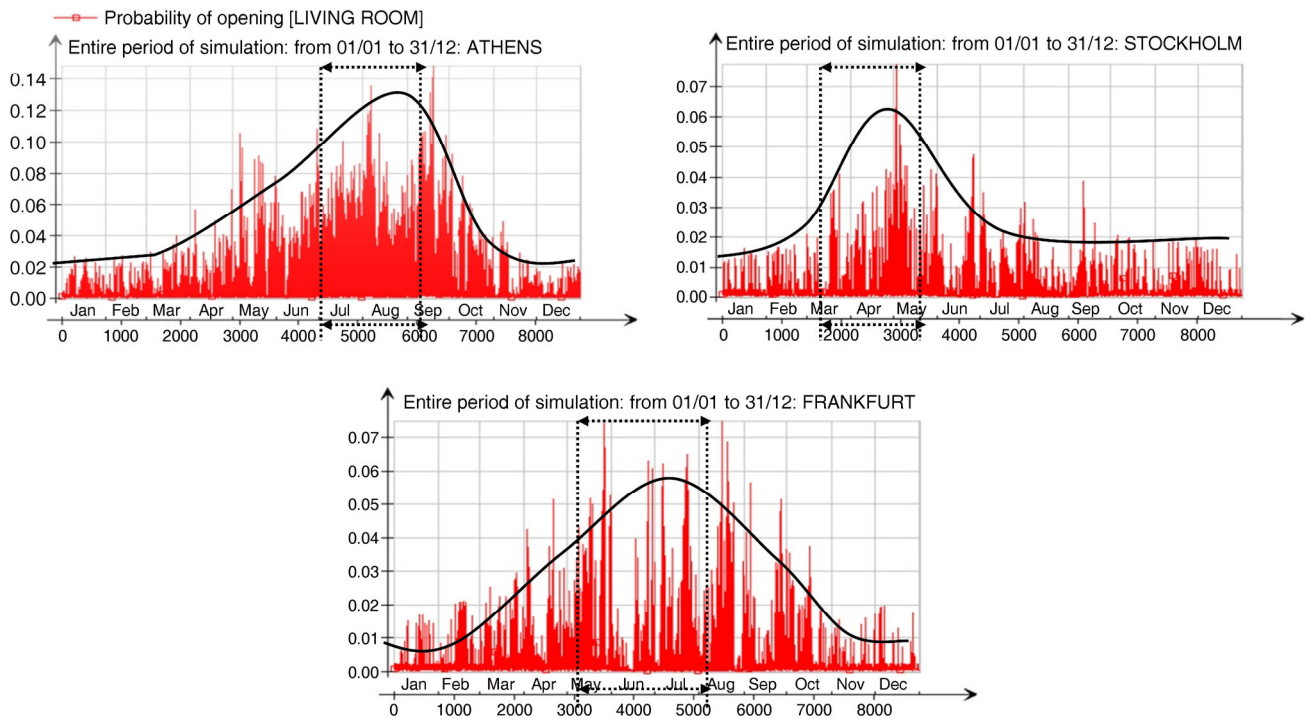 Probability of opening [LIVING ROOM]
Entire period of simulation: from 01/01 to 31/12: ATHENS
0.14
0.12
0.10
0.08
0.06
0.04
0.02
0.00
Jan Feb Mar Apr May Jun Jul Aug Sep Oct Nov Dec
0 1000 2000 3000 4000 5000 6000 7000 8000
Entire period of simulation: from 01/01 to 31/12: STOCKHOLM
0.07
0.06
0.05
0.04
0.03
0.02
0.01
0.00
Jan Feb Mar Apr May Jun Jul Aug Sep Oct Nov Dec
0 1000 2000 3000 4000 5000 6000 7000 8000
Entire period of simulation: from 01/01 to 31/12: FRANKFURT
0.07
0.06
0.05
0.04
0.03
0.02
0.01
0.00
Jan Feb Mar Apr May Jun Jul Aug Sep Oct Nov Dec
0 1000 2000 3000 4000 5000 6000 7000 8000